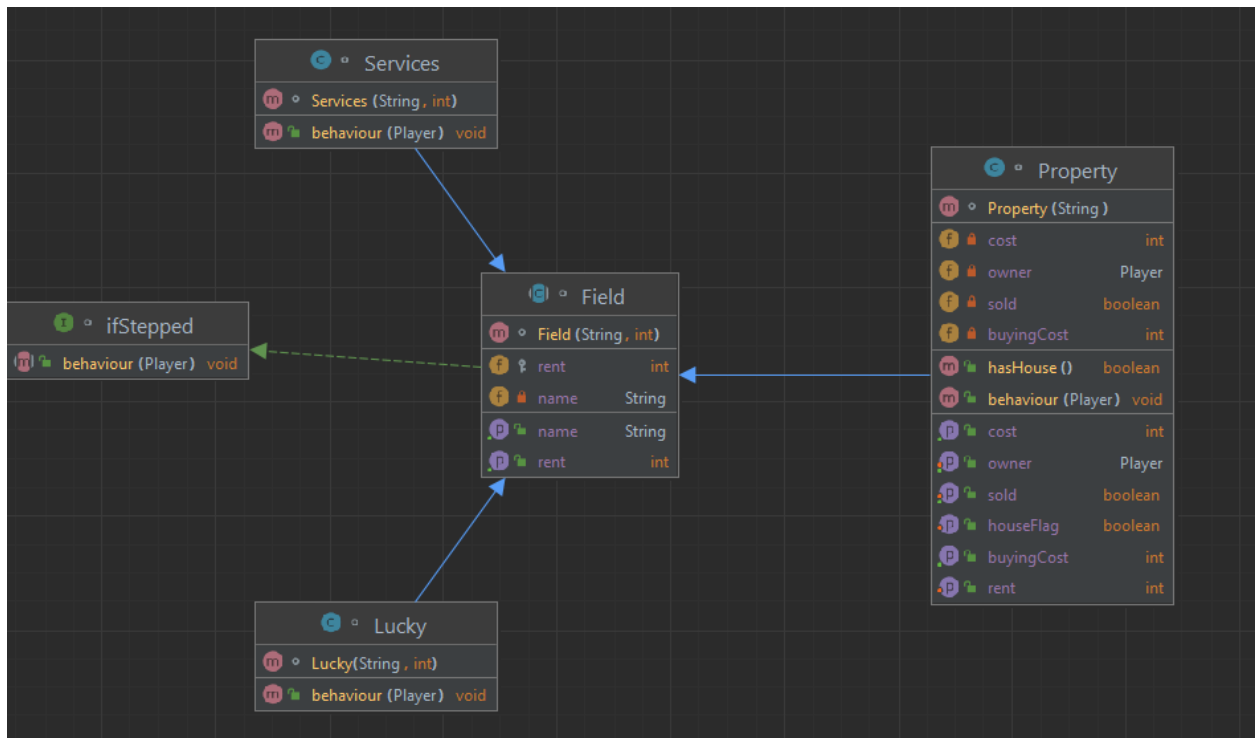 Services
Services (String, int)
behaviour (Player) void
Property
Property (String)
cost int
owner Player
sold boolean
buyingCost int
hasHouse () boolean
behaviour (Player) void
cost int
owner Player
sold boolean
houseFlag boolean
buyingCost int
rent int
Field
Field (String, int)
rent int
name String
name String
rent int
ifStepped
behaviour (Player) void
Lucky
Lucky(String, int)
behaviour (Player) void